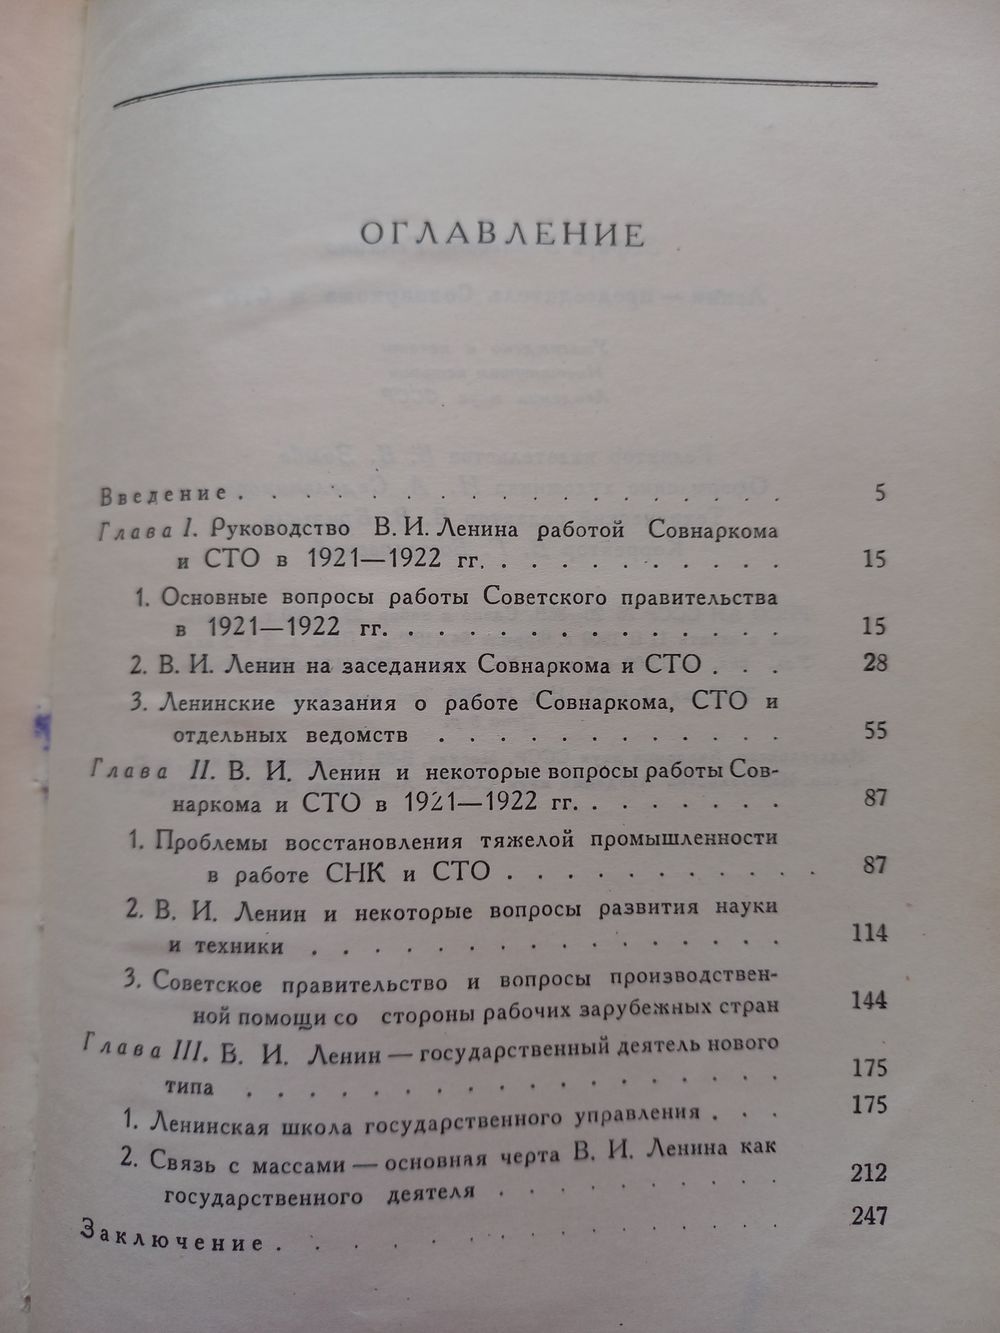 ОГЛАВЛЕНИЕ
Введение . . . . . . . . . . . . . . . . . . 5
Глава I. Руководство В. И. Ленина работой Совнаркома
и СТО в 1921—1922 гг. . . . . . . . . . . 15
1. Основные вопросы работы Советского правительства
в 1921—1922 гг. . . . . . . . . . . . . . . 15
2. В. И. Ленин на заседаниях Совнаркома и СТО . . . 28
3. Ленинские указания о работе Совнаркома, СТО и
отдельных ведомств . . . . . . . . . . . . 55
Глава II. В. И. Ленин и некоторые вопросы работы Сов-
наркома и СТО в 1921—1922 гг. . . . . . . . 87
1. Проблемы восстановления тяжелой промышленности
в работе СНК и СТО . . . . . . . . . . . 87
2. В. И. Ленин и некоторые вопросы развития науки
и техники . . . . . . . . . . . . . . . . 114
3. Советское правительство и вопросы производствен-
ной помощи со стороны рабочих зарубежных стран 144
Глава III. В. И. Ленин — государственный деятель нового
типа . . . . . . . . . . . . . . . . . 175
1. Ленинская школа государственного управления . . . 175
2. Связь с массами — основная черта В. И. Ленина как
государственного деятеля . . . . . . . . . . 212
Заключение . . . . . . . . . . . . . . . 247